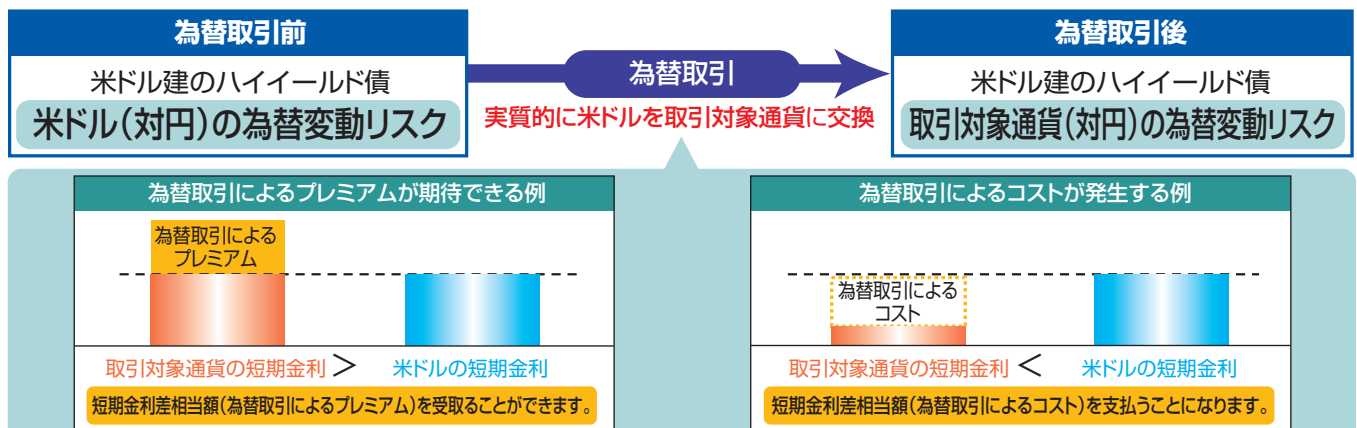 為替取引前
米ドル建のハイイールド債
米ドル(対円)の為替変動リスク
為替取引
実質的に米ドルを取引対象通貨に交換
為替取引後
米ドル建のハイイールド債
取引対象通貨(対円)の為替変動リスク
為替取引によるプレミアムが期待できる例
為替取引による
プレミアム
取引対象通貨の短期金利 > 米ドルの短期金利
短期金利差相当額(為替取引によるプレミアム)を受取ることができます。
為替取引によるコストが発生する例
為替取引による
コスト
取引対象通貨の短期金利 < 米ドルの短期金利
短期金利差相当額(為替取引によるコスト)を支払うことになります。